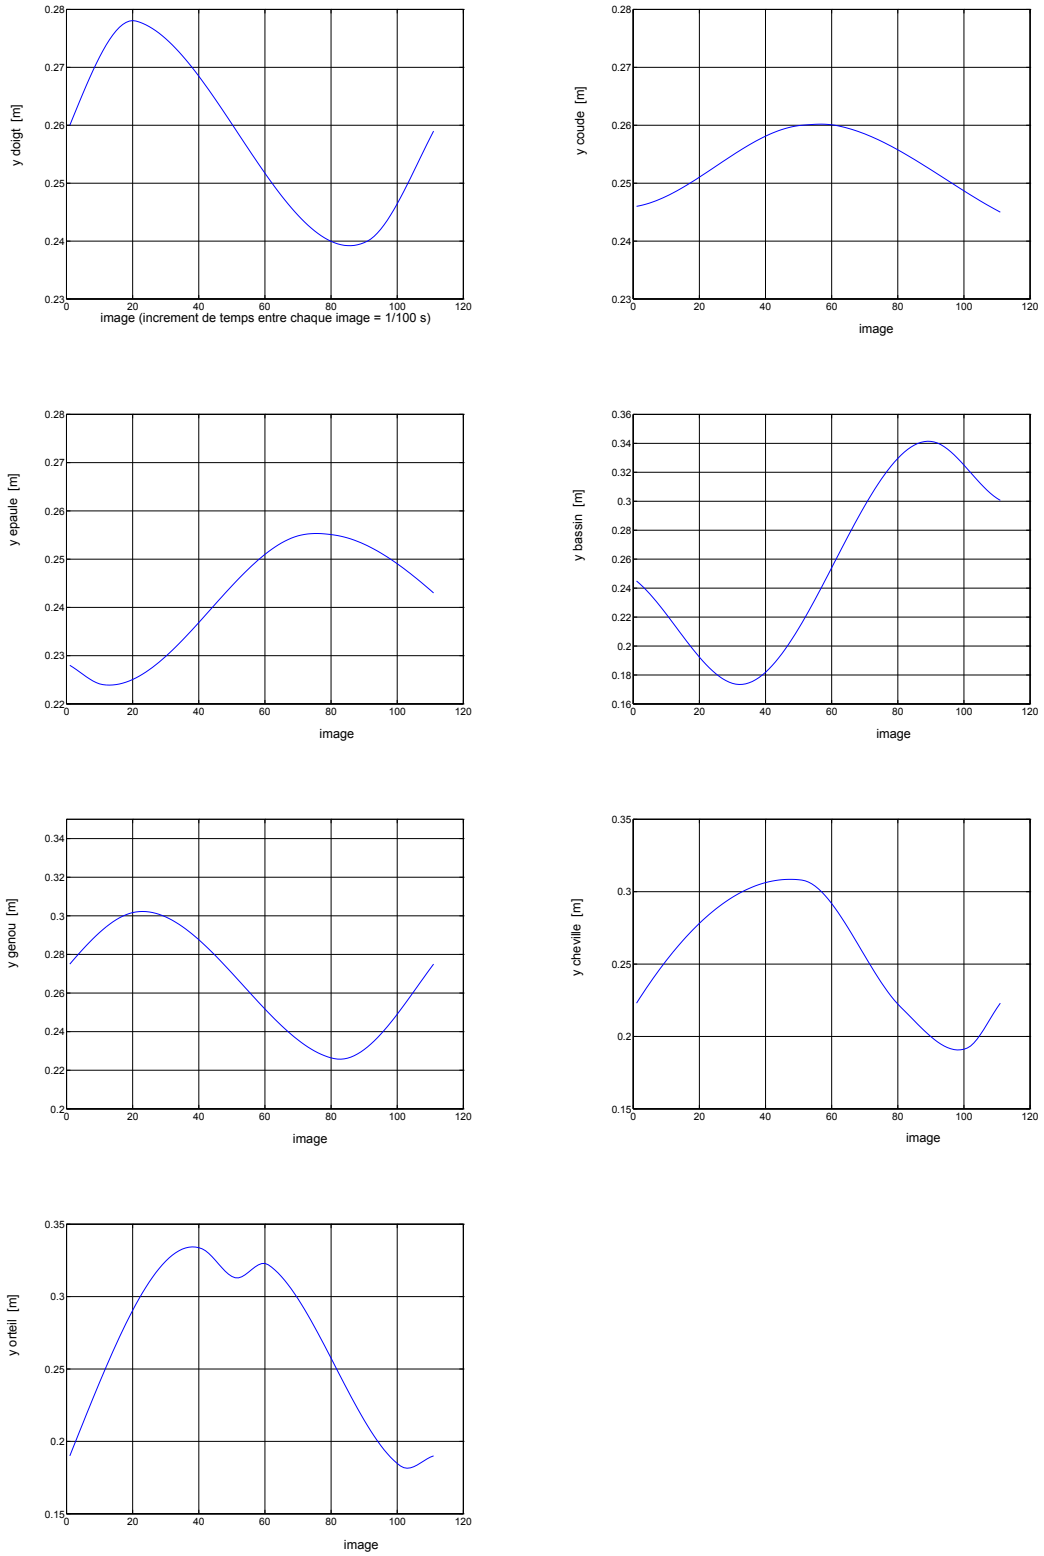 0.28
0.27
0.26
0.25
0.24
0.23
0 20 40 60 80 100 120
y doigt [m]
image (increment de temps entre chaque image = 1/100 s)
0.28
0.27
0.26
0.25
0.24
0.23
0 20 40 60 80 100 120
y coude [m]
image
0.28
0.27
0.26
0.25
0.24
0.23
0.22
0 20 40 60 80 100 120
y epaule [m]
image
0.36
0.34
0.32
0.3
0.28
0.26
0.24
0.22
0.2
0.18
0.16
0 20 40 60 80 100 120
y bassin [m]
image
0.34
0.32
0.3
0.28
0.26
0.24
0.22
0.2
0 20 40 60 80 100 120
y genou [m]
image
0.35
0.3
0.25
0.2
0.15
0 20 40 60 80 100 120
y cheville [m]
image
0.35
0.3
0.25
0.2
0.15
0 20 40 60 80 100 120
y orteil [m]
image